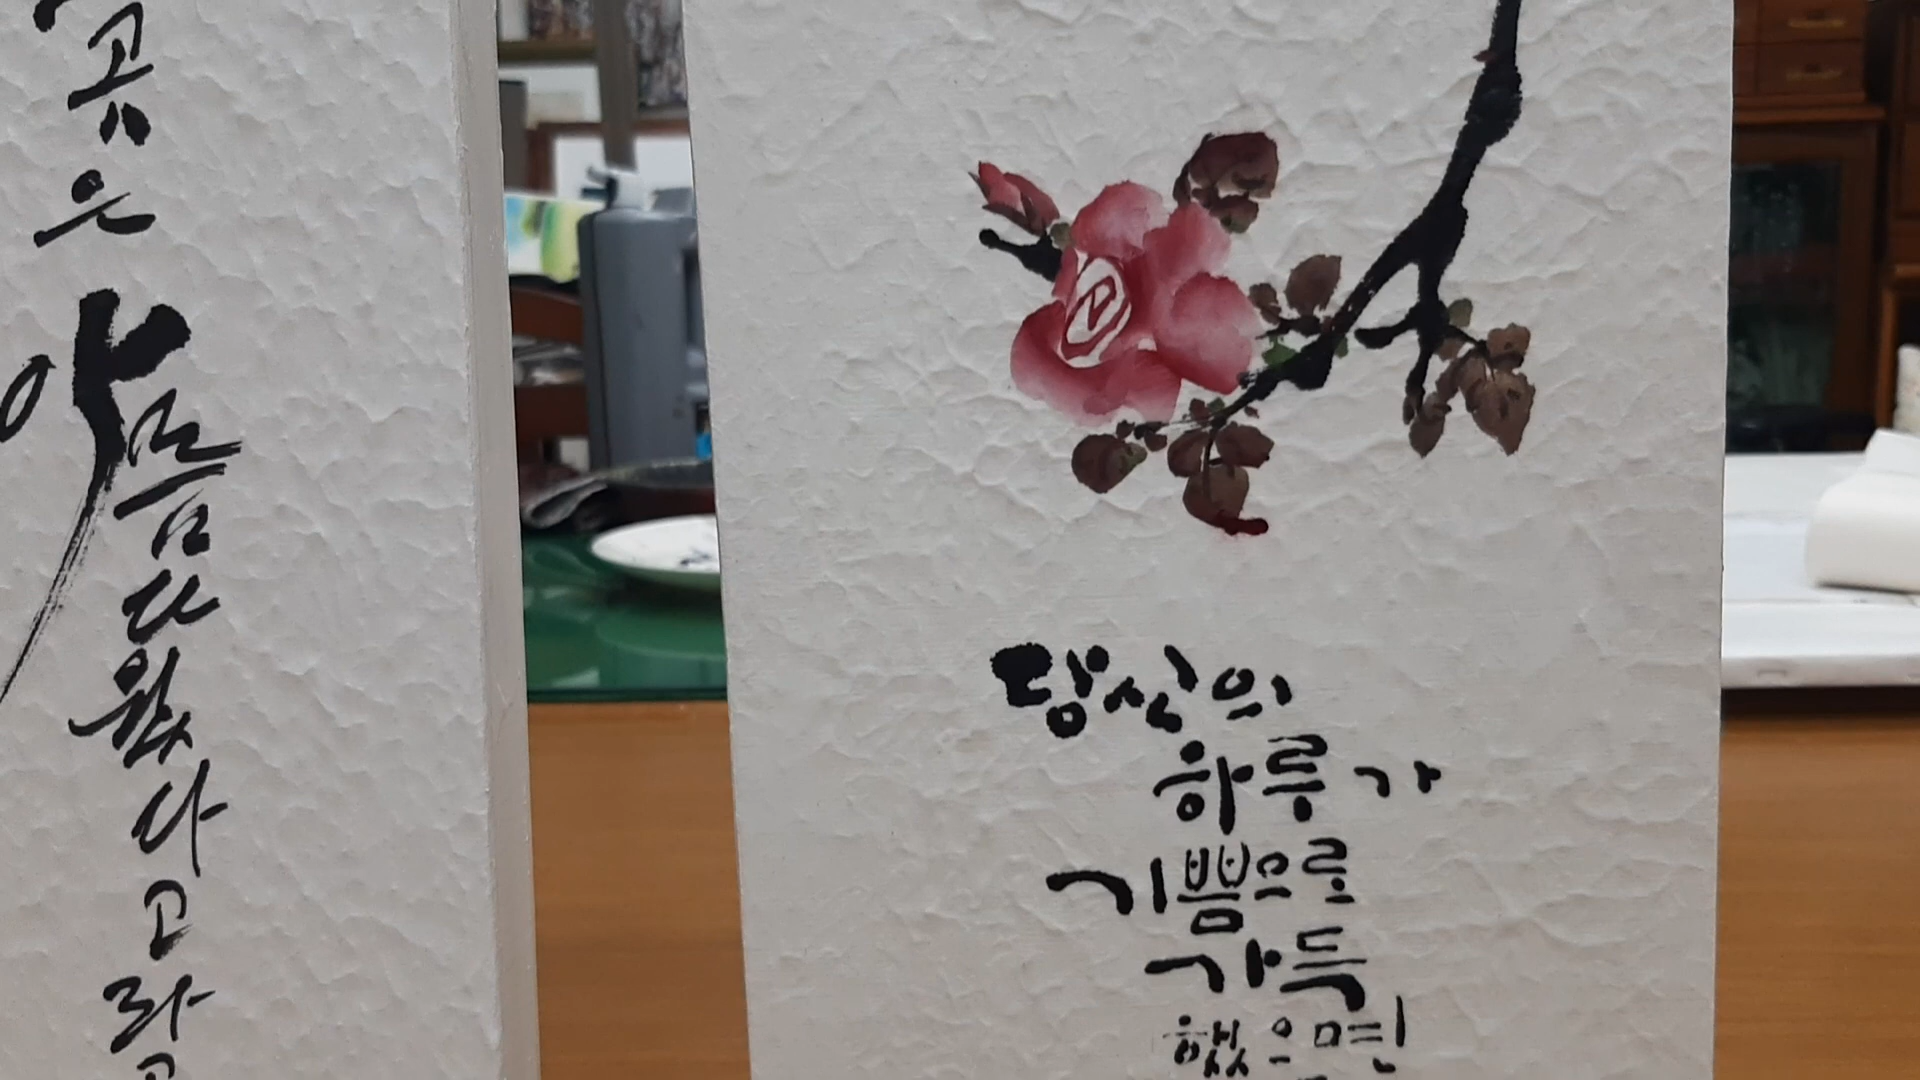 곳은
아름다웠다고
당신의
하루가
기쁨으로
가득
했으면